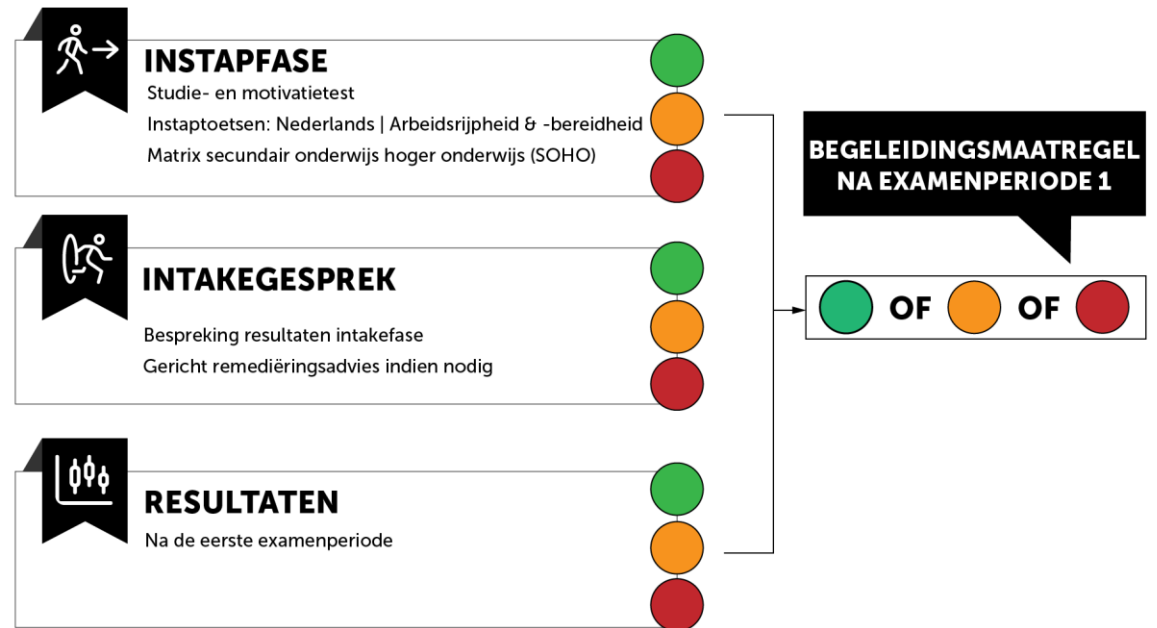 INSTAPFASE
Studie- en motivatietest
Instaptoetsen: Nederlands | Arbeidsrijpheid & -bereidheid
Matrix secundair onderwijs hoger onderwijs (SOHO)
INTAKEGESPREK
Bespreking resultaten intakefase
Gericht remediëringsadvies indien nodig
RESULTATEN
Na de eerste examenperiode
BEGELEIDINGSMAATREGEL
NA EXAMENPERIODE 1
OF OF